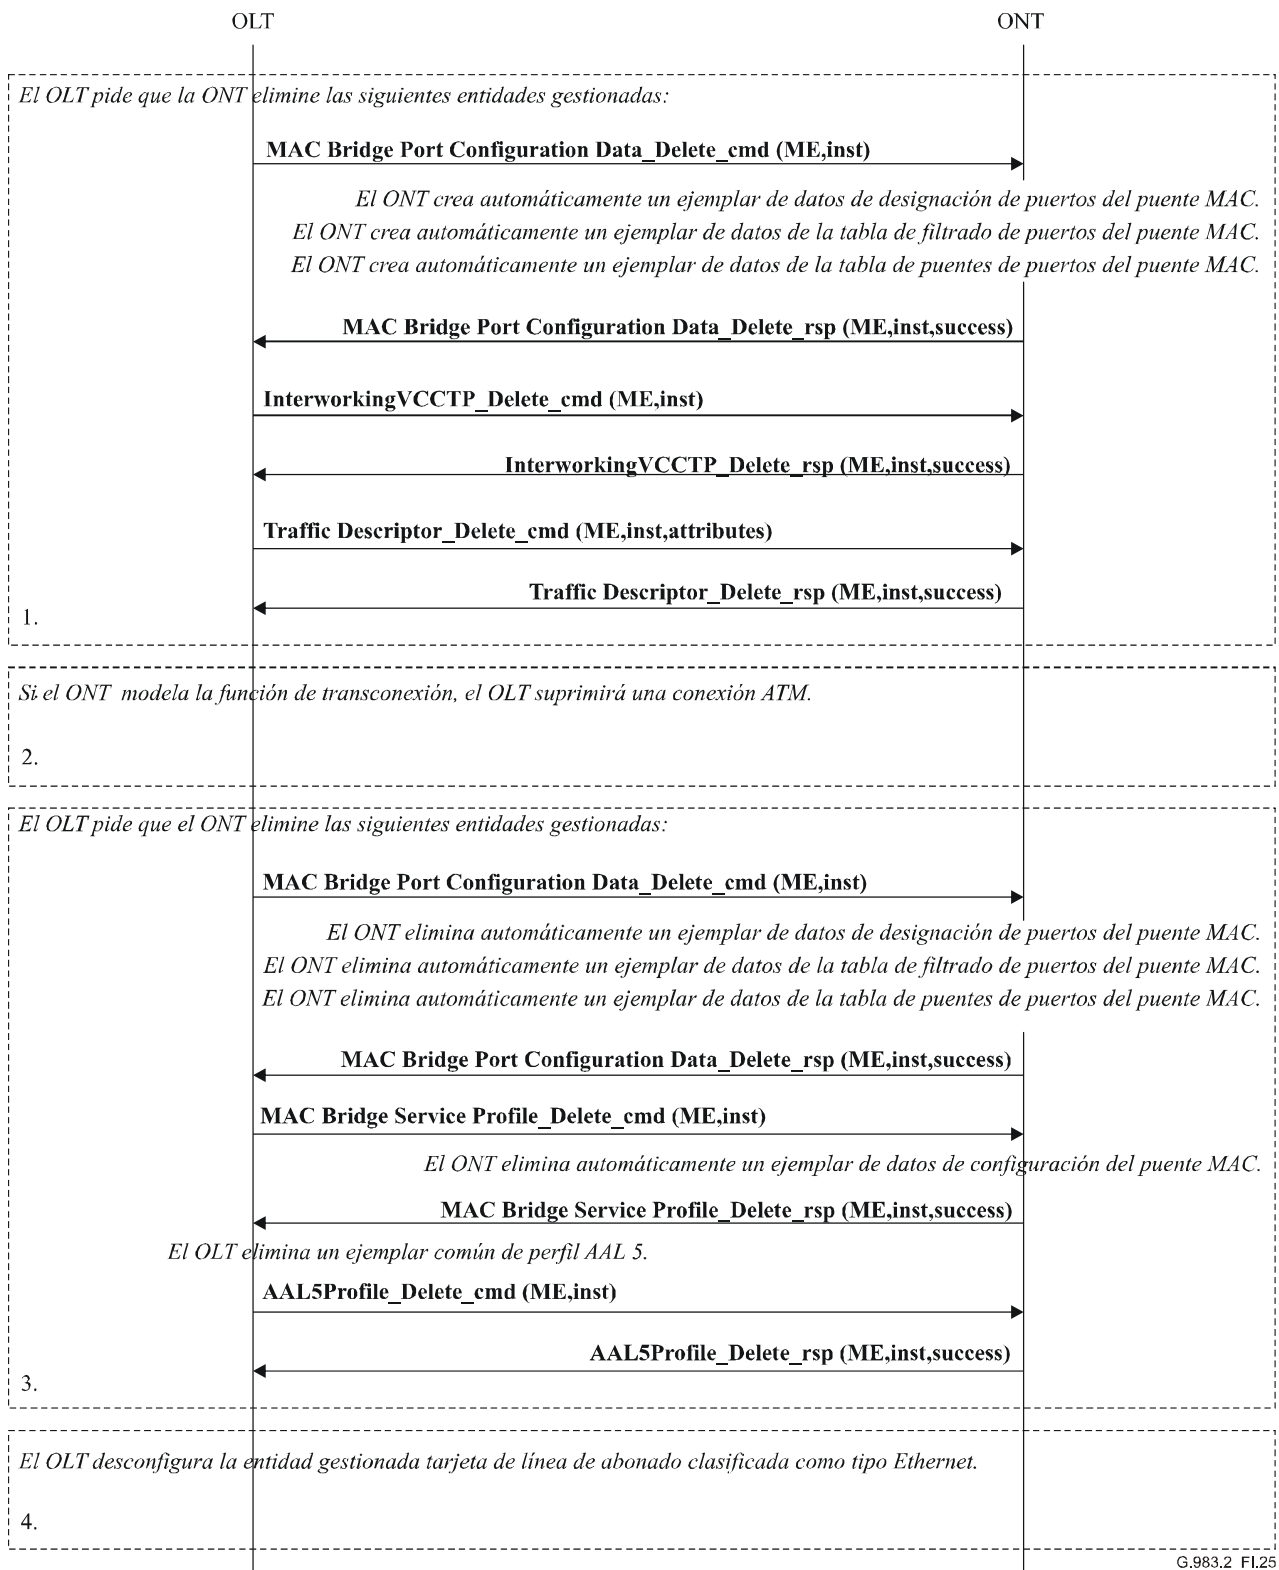 OLT
ONT
El OLT pide que la ONT elimine las siguientes entidades gestionadas:
MAC Bridge Port Configuration Data_Delete_cmd (ME,inst)
El ONT crea automáticamente un ejemplar de datos de designación de puertos del puente MAC.
El ONT crea automáticamente un ejemplar de datos de la tabla de filtrado de puertos del puente MAC.
El ONT crea automáticamente un ejemplar de datos de la tabla de puentes de puertos del puente MAC.
MAC Bridge Port Configuration Data_Delete_rsp (ME,inst,success)
InterworkingVCCTP_Delete_cmd (ME,inst)
InterworkingVCCTP_Delete_rsp (ME,inst,success)
Traffic Descriptor_Delete_cmd (ME,inst,attributes)
Traffic Descriptor_Delete_rsp (ME,inst,success)
1.
Si el ONT modela la función de transconexión, el OLT suprimirá una conexión ATM.
2.
El OLT pide que el ONT elimine las siguientes entidades gestionadas:
MAC Bridge Port Configuration Data_Delete_cmd (ME,inst)
El ONT elimina automáticamente un ejemplar de datos de designación de puertos del puente MAC.
El ONT elimina automáticamente un ejemplar de datos de la tabla de filtrado de puertos del puente MAC.
El ONT elimina automáticamente un ejemplar de datos de la tabla de puentes de puertos del puente MAC.
MAC Bridge Port Configuration Data_Delete_rsp (ME,inst,success)
MAC Bridge Service Profile_Delete_cmd (ME,inst)
El ONT elimina automáticamente un ejemplar de datos de configuración del puente MAC.
MAC Bridge Service Profile_Delete_rsp (ME,inst,success)
El OLT elimina un ejemplar común de perfil AAL 5.
AAL5Profile_Delete_cmd (ME,inst)
AAL5Profile_Delete_rsp (ME,inst,success)
3.
El OLT desconfigura la entidad gestionada tarjeta de línea de abonado clasificada como tipo Ethernet.
4.
G.983.2_FI.25